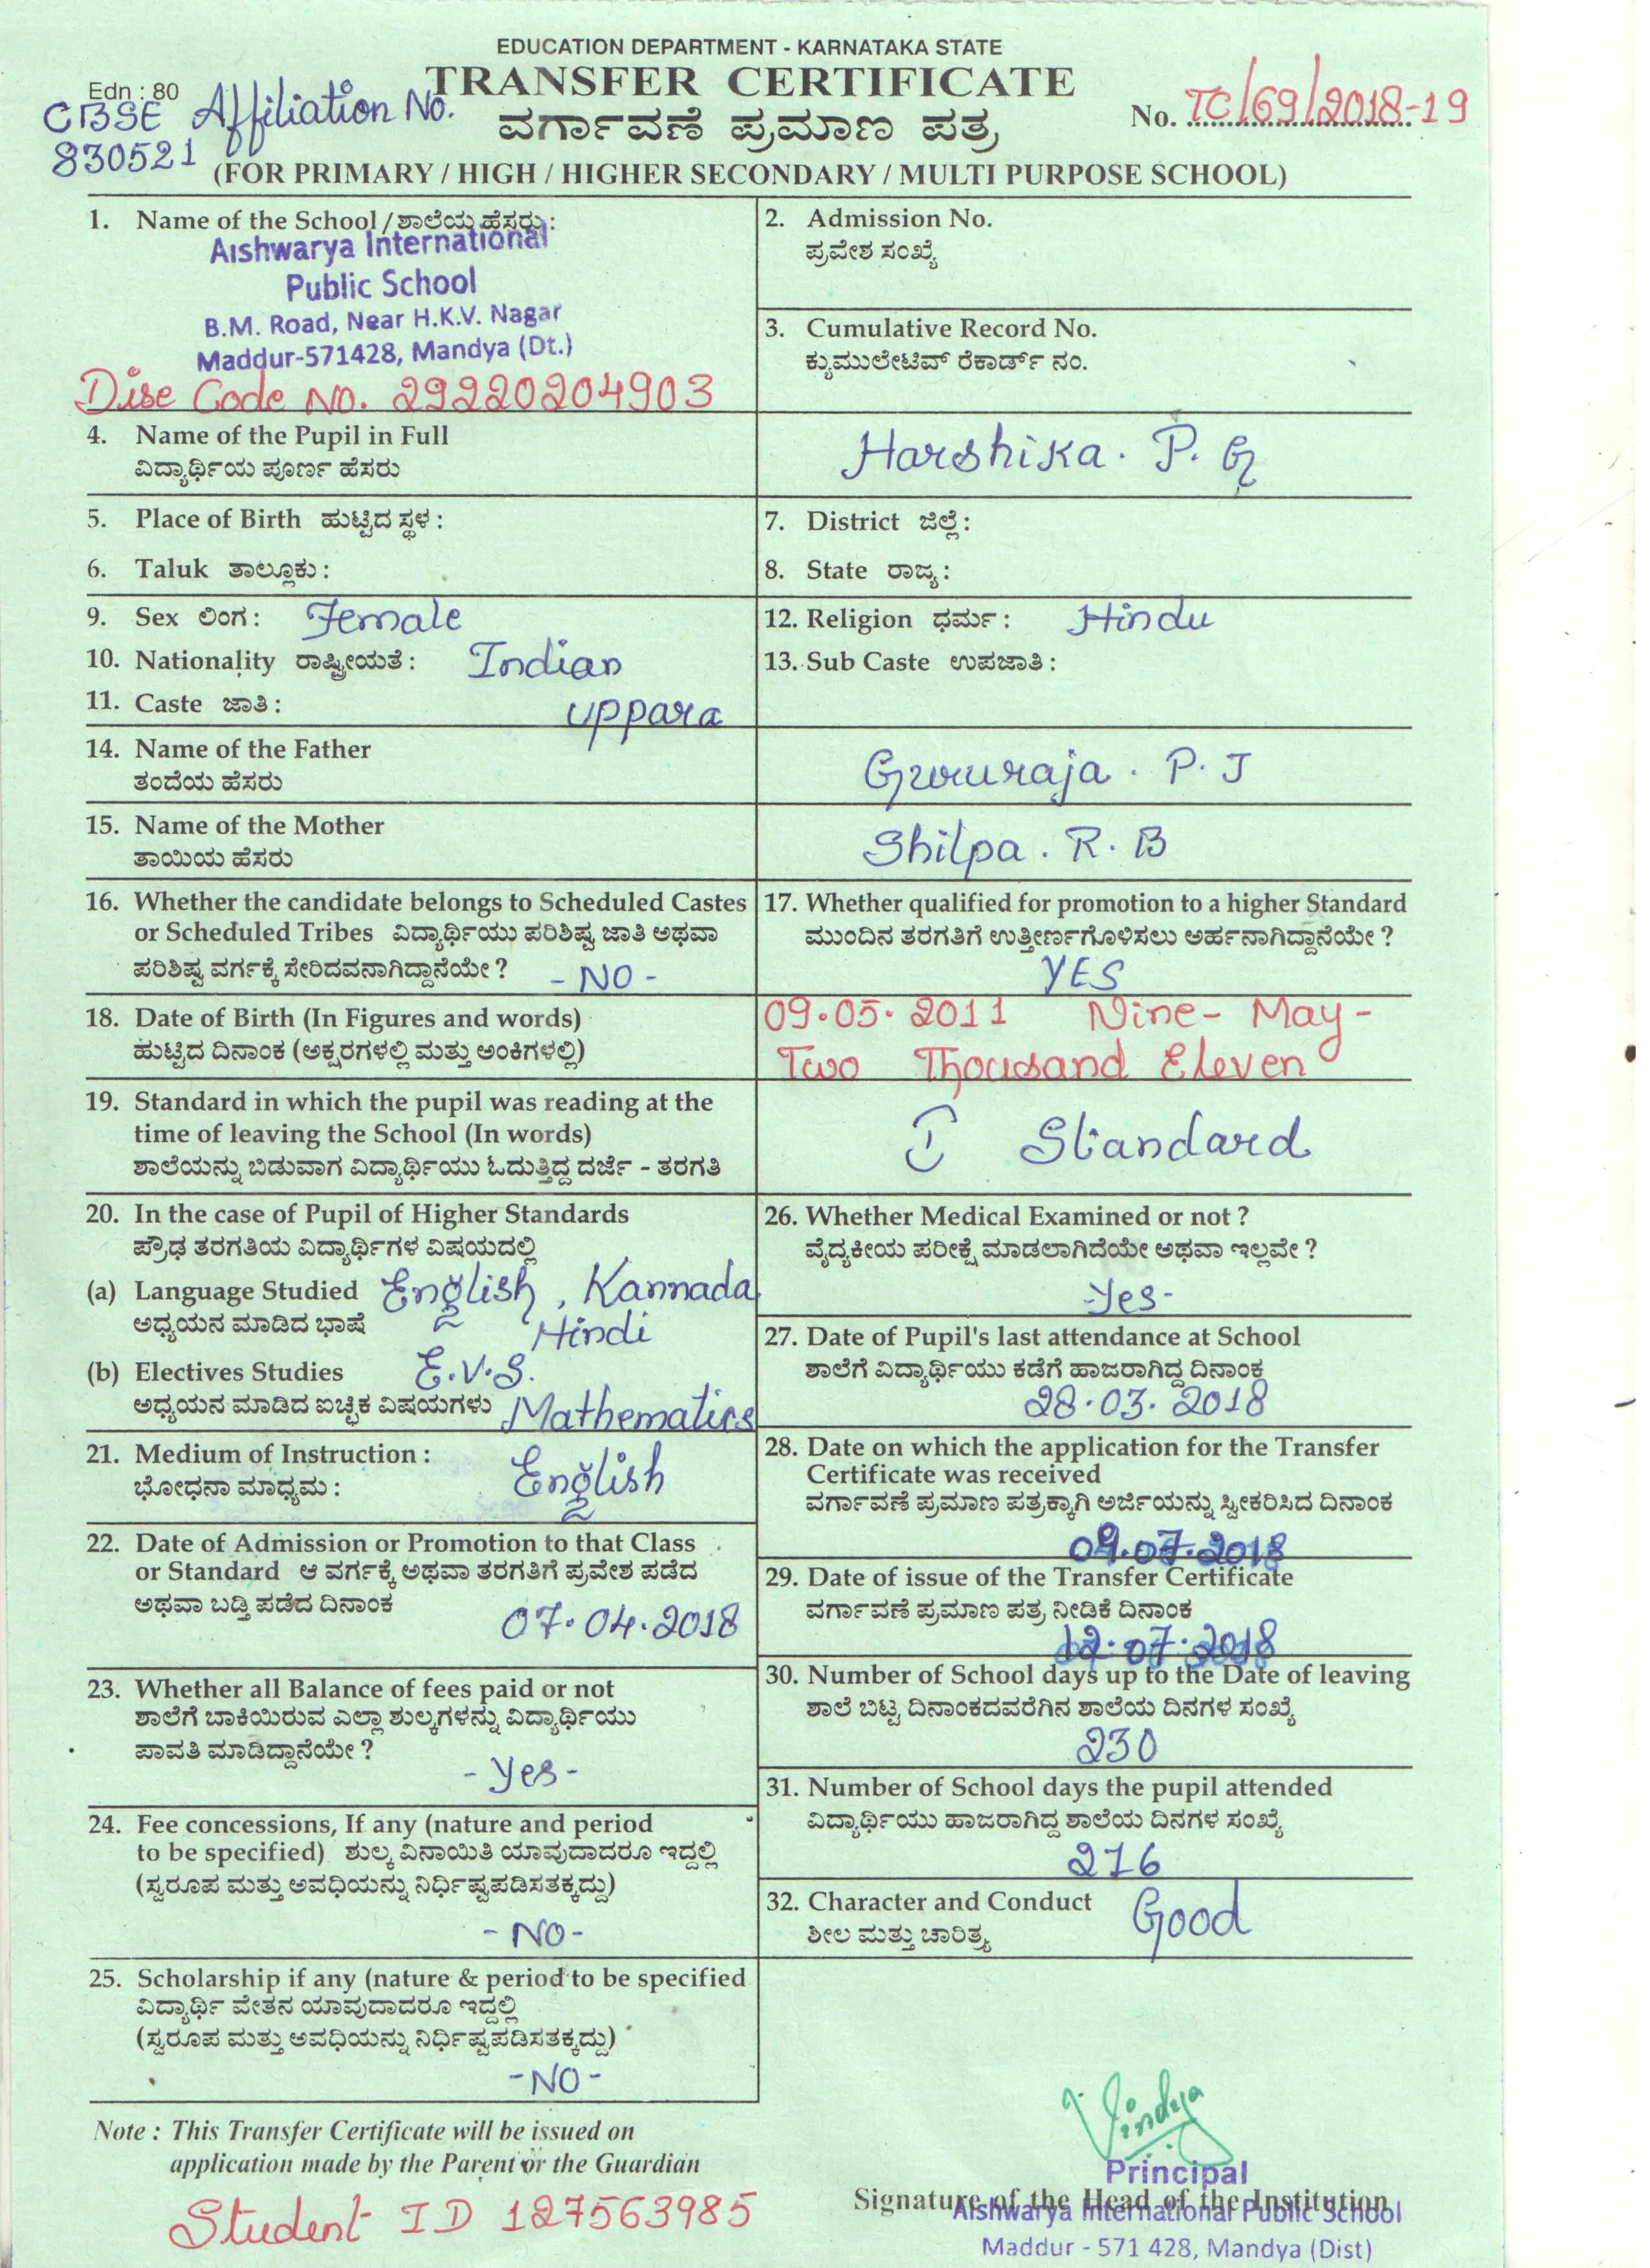 EDUCATION DEPARTMENT - KARNATAKA STATE
Edn : 80
TRANSFER CERTIFICATE
CBSE Affiliation No.
830521
ವರ್ಗಾವಣೆ ಪ್ರಮಾಣ ಪತ್ರ
No. TC/69/2018-19
(FOR PRIMARY / HIGH / HIGHER SECONDARY / MULTI PURPOSE SCHOOL)
1. Name of the School / ಶಾಲೆಯ ಹೆಸರು :
Aishwarya International
Public School
B.M. Road, Near H.K.V. Nagar
Maddur-571428, Mandya (Dt.)
Dise Code No. 29220204903
2. Admission No.
ಪ್ರವೇಶ ಸಂಖ್ಯೆ
3. Cumulative Record No.
ಕ್ಯುಮುಲೇಟಿವ್ ರೆಕಾರ್ಡ್ ನಂ.
4. Name of the Pupil in Full
ವಿದ್ಯಾರ್ಥಿಯ ಪೂರ್ಣ ಹೆಸರು
Harshika. P. G
5. Place of Birth ಹುಟ್ಟಿದ ಸ್ಥಳ :
6. Taluk ತಾಲ್ಲೂಕು :
7. District ಜಿಲ್ಲೆ :
8. State ರಾಜ್ಯ :
9. Sex ಲಿಂಗ : Female
10. Nationality ರಾಷ್ಟ್ರೀಯತೆ : Indian
11. Caste ಜಾತಿ : uppara
12. Religion ಧರ್ಮ : Hindu
13. Sub Caste ಉಪಜಾತಿ :
14. Name of the Father
ತಂದೆಯ ಹೆಸರು
Gururaja. P. J
15. Name of the Mother
ತಾಯಿಯ ಹೆಸರು
Shilpa. R. B
16. Whether the candidate belongs to Scheduled Castes
or Scheduled Tribes ವಿದ್ಯಾರ್ಥಿಯು ಪರಿಶಿಷ್ಟ ಜಾತಿ ಅಥವಾ
ಪರಿಶಿಷ್ಟ ವರ್ಗಕ್ಕೆ ಸೇರಿದವನಾಗಿದ್ದಾನೆಯೇ ? - NO -
17. Whether qualified for promotion to a higher Standard
ಮುಂದಿನ ತರಗತಿಗೆ ಉತ್ತೀರ್ಣಗೊಳಿಸಲು ಅರ್ಹನಾಗಿದ್ದಾನೆಯೇ ?
YES
18. Date of Birth (In Figures and words)
ಹುಟ್ಟಿದ ದಿನಾಂಕ (ಅಕ್ಷರಗಳಲ್ಲಿ ಮತ್ತು ಅಂಕಿಗಳಲ್ಲಿ)
09.05.2011 Nine- May-
Two Thousand Eleven
19. Standard in which the pupil was reading at the
time of leaving the School (In words)
ಶಾಲೆಯನ್ನು ಬಿಡುವಾಗ ವಿದ್ಯಾರ್ಥಿಯು ಓದುತ್ತಿದ್ದ ದರ್ಜೆ - ತರಗತಿ
I Standard
20. In the case of Pupil of Higher Standards
ಪ್ರೌಢ ತರಗತಿಯ ವಿದ್ಯಾರ್ಥಿಗಳ ವಿಷಯದಲ್ಲಿ
(a) Language Studied English, Kannada
ಅಧ್ಯಯನ ಮಾಡಿದ ಭಾಷೆ Hindi
(b) Electives Studies E.V.S.
ಅಧ್ಯಯನ ಮಾಡಿದ ಐಚ್ಛಿಕ ವಿಷಯಗಳು Mathematics
21. Medium of Instruction :
ಭೋಧನಾ ಮಾಧ್ಯಮ : English
22. Date of Admission or Promotion to that Class
or Standard ಆ ವರ್ಗಕ್ಕೆ ಅಥವಾ ತರಗತಿಗೆ ಪ್ರವೇಶ ಪಡೆದ
ಅಥವಾ ಬಡ್ತಿ ಪಡೆದ ದಿನಾಂಕ
07.04.2018
23. Whether all Balance of fees paid or not
ಶಾಲೆಗೆ ಬಾಕಿಯಿರುವ ಎಲ್ಲಾ ಶುಲ್ಕಗಳನ್ನು ವಿದ್ಯಾರ್ಥಿಯು
ಪಾವತಿ ಮಾಡಿದ್ದಾನೆಯೇ ?
- Yes -
24. Fee concessions, If any (nature and period
to be specified) ಶುಲ್ಕ ವಿನಾಯಿತಿ ಯಾವುದಾದರೂ ಇದ್ದಲ್ಲಿ
(ಸ್ವರೂಪ ಮತ್ತು ಅವಧಿಯನ್ನು ನಿರ್ಧಿಷ್ಟಪಡಿಸತಕ್ಕದ್ದು)
- NO -
25. Scholarship if any (nature & period to be specified
ವಿದ್ಯಾರ್ಥಿ ವೇತನ ಯಾವುದಾದರೂ ಇದ್ದಲ್ಲಿ
(ಸ್ವರೂಪ ಮತ್ತು ಅವಧಿಯನ್ನು ನಿರ್ಧಿಷ್ಟಪಡಿಸತಕ್ಕದ್ದು)
- NO -
26. Whether Medical Examined or not ?
ವೈದ್ಯಕೀಯ ಪರೀಕ್ಷೆ ಮಾಡಲಾಗಿದೆಯೇ ಅಥವಾ ಇಲ್ಲವೇ ?
-Yes-
27. Date of Pupil's last attendance at School
ಶಾಲೆಗೆ ವಿದ್ಯಾರ್ಥಿಯು ಕಡೆಗೆ ಹಾಜರಾಗಿದ್ದ ದಿನಾಂಕ
28.03.2018
28. Date on which the application for the Transfer
Certificate was received
ವರ್ಗಾವಣೆ ಪ್ರಮಾಣ ಪತ್ರಕ್ಕಾಗಿ ಅರ್ಜಿಯನ್ನು ಸ್ವೀಕರಿಸಿದ ದಿನಾಂಕ
09.07.2018
29. Date of issue of the Transfer Certificate
ವರ್ಗಾವಣೆ ಪ್ರಮಾಣ ಪತ್ರ ನೀಡಿಕೆ ದಿನಾಂಕ
12.07.2018
30. Number of School days up to the Date of leaving
ಶಾಲೆ ಬಿಟ್ಟ ದಿನಾಂಕದವರೆಗಿನ ಶಾಲೆಯ ದಿನಗಳ ಸಂಖ್ಯೆ
230
31. Number of School days the pupil attended
ವಿದ್ಯಾರ್ಥಿಯು ಹಾಜರಾಗಿದ್ದ ಶಾಲೆಯ ದಿನಗಳ ಸಂಖ್ಯೆ
216
32. Character and Conduct
ಶೀಲ ಮತ್ತು ಚಾರಿತ್ರ್ಯ
Good
Note : This Transfer Certificate will be issued on
application made by the Parent or the Guardian
Student ID 127563985
Vindya
Principal
Signature of the Head of the Institution
Aishwarya International Public School
Maddur - 571 428, Mandya (Dist)